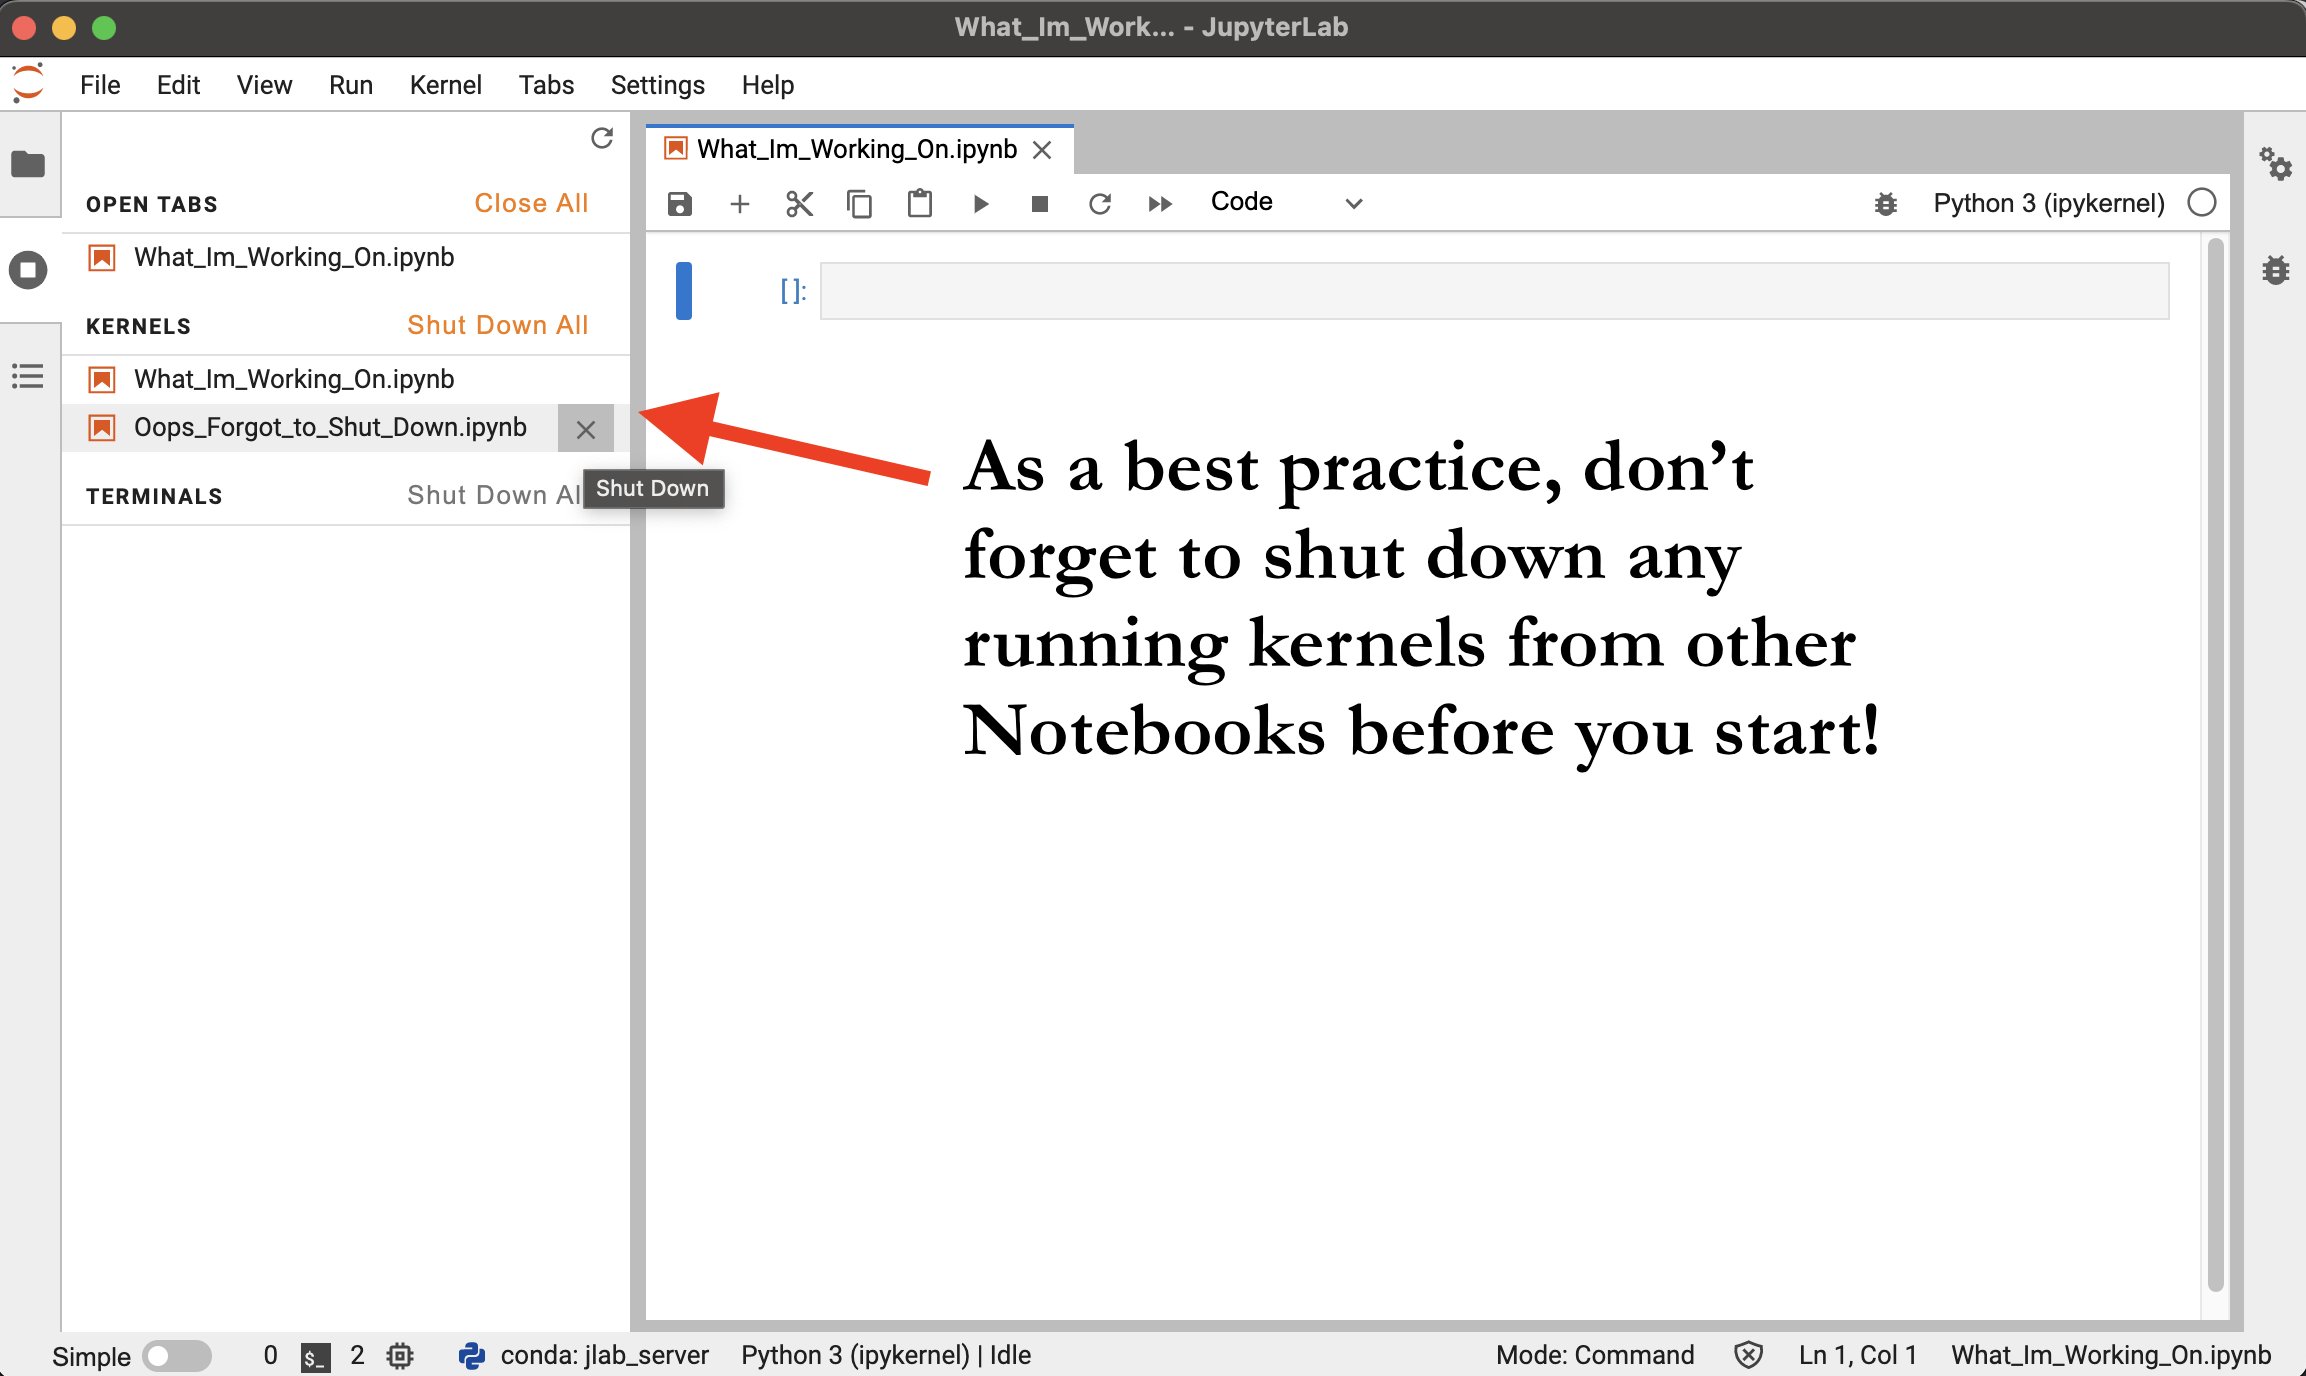 What_Im_Work... - JupyterLab
File Edit View Run Kernel Tabs Settings Help
OPEN TABS Close All
What_Im_Working_On.ipynb
KERNELS Shut Down All
What_Im_Working_On.ipynb
Oops_Forgot_to_Shut_Down.ipynb
TERMINALS Shut Down Al
Shut Down
What_Im_Working_On.ipynb
Code Python 3 (ipykernel)
[ ]:
As a best practice, don’t
forget to shut down any
running kernels from other
Notebooks before you start!
Simple 0 $_ 2 conda: jlab_server Python 3 (ipykernel) | Idle Mode: Command Ln 1, Col 1 What_Im_Working_On.ipynb